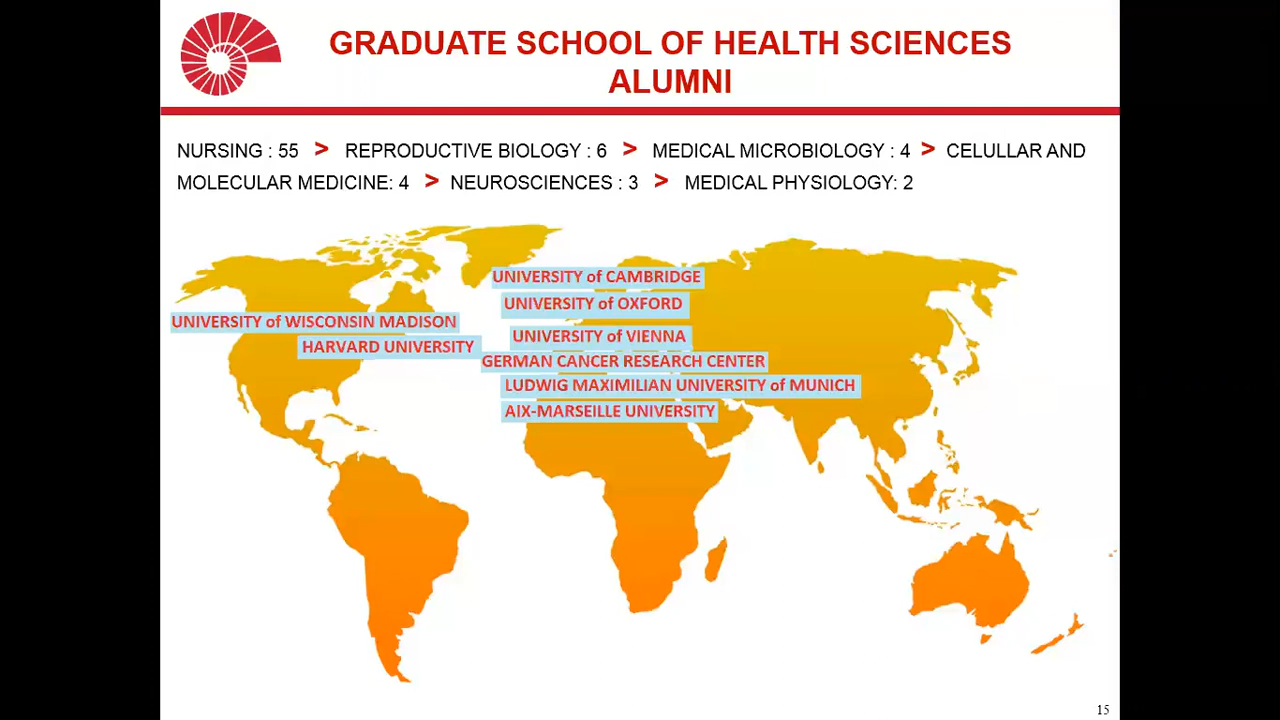 GRADUATE SCHOOL OF HEALTH SCIENCES
ALUMNI
NURSING : 55 > REPRODUCTIVE BIOLOGY : 6 > MEDICAL MICROBIOLOGY : 4 > CELULLAR AND
MOLECULAR MEDICINE: 4 > NEUROSCIENCES : 3 > MEDICAL PHYSIOLOGY: 2
UNIVERSITY of CAMBRIDGE
UNIVERSITY of OXFORD
UNIVERSITY of WISCONSIN MADISON
UNIVERSITY of VIENNA
HARVARD UNIVERSITY
GERMAN CANCER RESEARCH CENTER
LUDWIG MAXIMILIAN UNIVERSITY of MUNICH
AIX-MARSEILLE UNIVERSITY
15